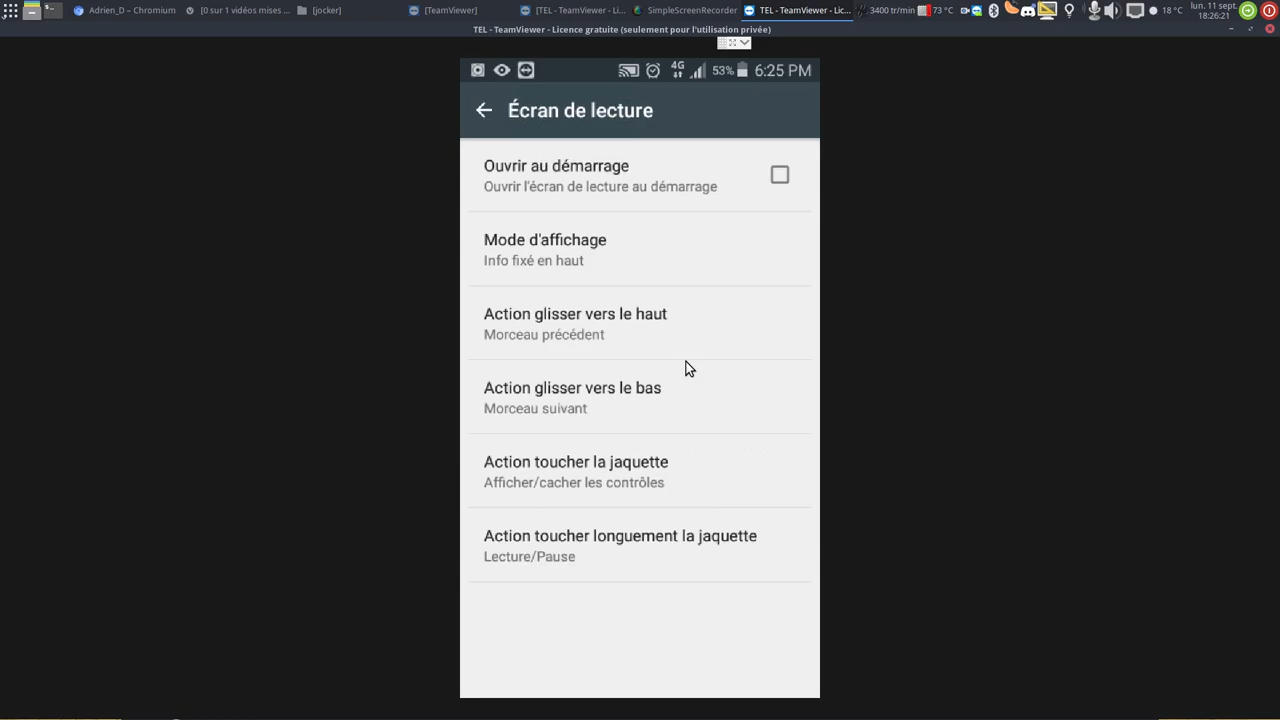 Adrien_D – Chromium
[0 sur 1 vidéos mises ...
[jocker]
[TeamViewer]
[TEL - TeamViewer - Li...
SimpleScreenRecorder
TEL - TeamViewer - Lic...
3400 tr/min
73 °C
18 °C
lun. 11 sept.
18:26:21
TEL - TeamViewer - Licence gratuite (seulement pour l'utilisation privée)
4G
53%
6:25 PM
Écran de lecture
Ouvrir au démarrage
Ouvrir l'écran de lecture au démarrage
Mode d'affichage
Info fixé en haut
Action glisser vers le haut
Morceau précédent
Action glisser vers le bas
Morceau suivant
Action toucher la jaquette
Afficher/cacher les contrôles
Action toucher longuement la jaquette
Lecture/Pause